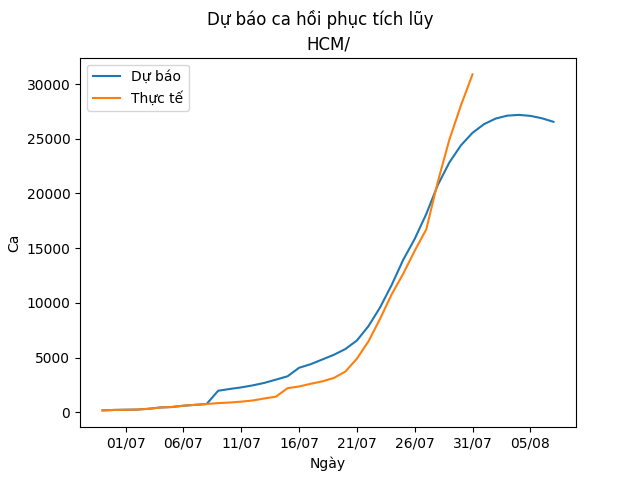 Dự báo ca hồi phục tích lũy
HCM/
Dự báo
Thực tế
30000
25000
20000
15000
10000
5000
0
Ca
01/07 06/07 11/07 16/07 21/07 26/07 31/07 05/08
Ngày